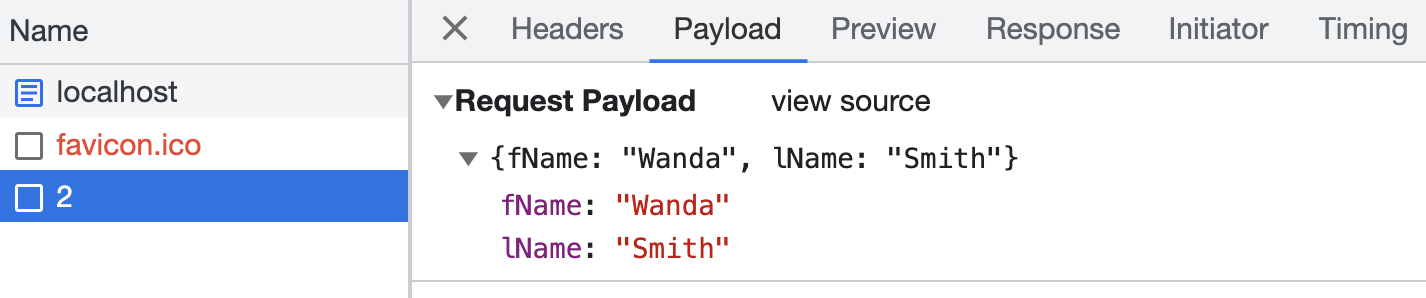 Name
localhost
favicon.ico
2
Headers Payload Preview Response Initiator Timing
Request Payload view source
{fName: "Wanda", lName: "Smith"}
fName: "Wanda"
lName: "Smith"